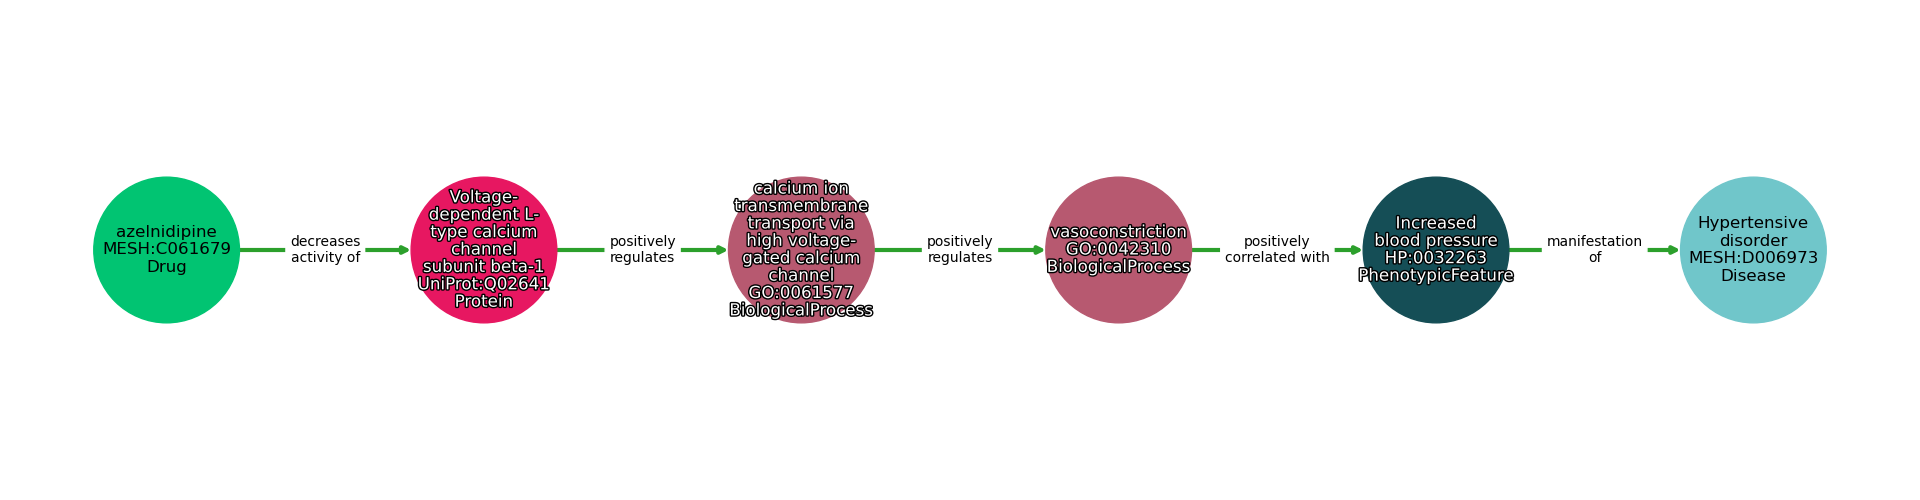 azelnidipine
MESH:C061679
Drug
decreases
activity of
Voltage-
dependent L-
type calcium
channel
subunit beta-1
UniProt:Q02641
Protein
positively
regulates
calcium ion
transmembrane
transport via
high voltage-
gated calcium
channel
GO:0061577
BiologicalProcess
positively
regulates
vasoconstriction
GO:0042310
BiologicalProcess
positively
correlated with
Increased
blood pressure
HP:0032263
PhenotypicFeature
manifestation
of
Hypertensive
disorder
MESH:D006973
Disease